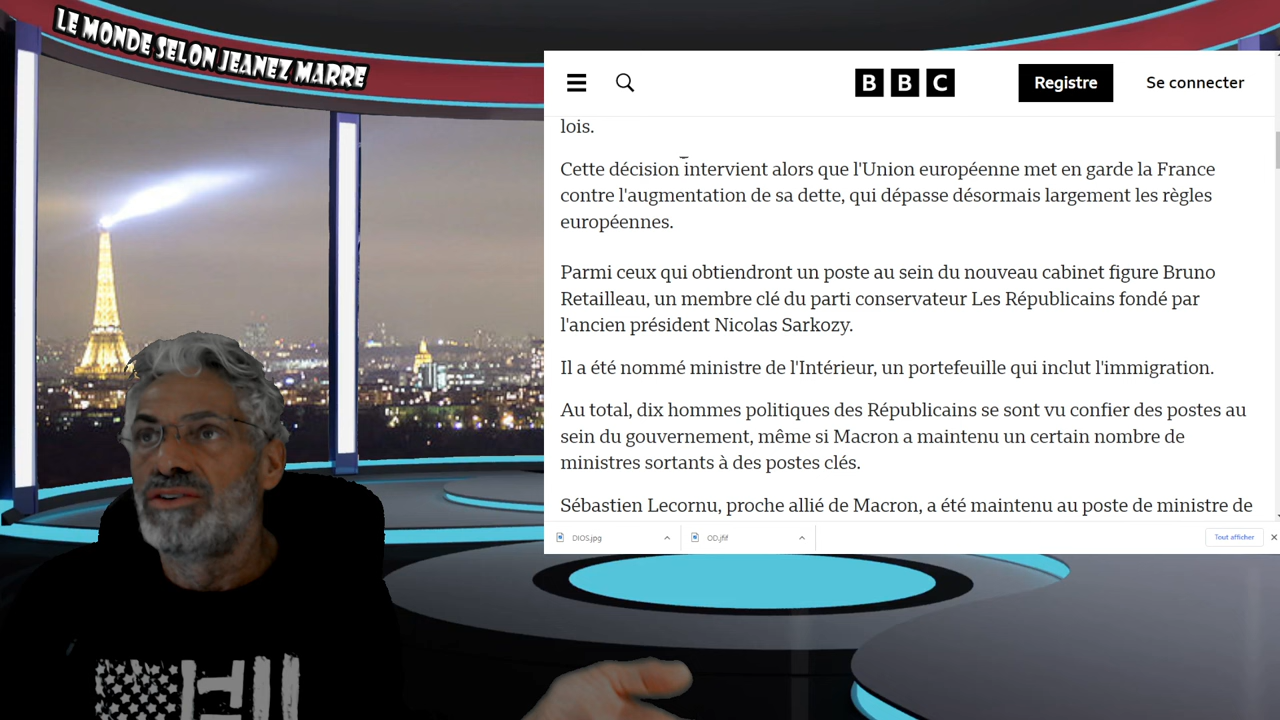 LE MONDE SELON JEANEZ MARRE
BBC
Registre
Se connecter
lois.
Cette décision intervient alors que l'Union européenne met en garde la France
contre l'augmentation de sa dette, qui dépasse désormais largement les règles
européennes.
Parmi ceux qui obtiendront un poste au sein du nouveau cabinet figure Bruno
Retailleau, un membre clé du parti conservateur Les Républicains fondé par
l'ancien président Nicolas Sarkozy.
Il a été nommé ministre de l'Intérieur, un portefeuille qui inclut l'immigration.
Au total, dix hommes politiques des Républicains se sont vu confier des postes au
sein du gouvernement, même si Macron a maintenu un certain nombre de
ministres sortants à des postes clés.
Sébastien Lecornu, proche allié de Macron, a été maintenu au poste de ministre de
DIOS.jpg
OD.jfif
Tout afficher